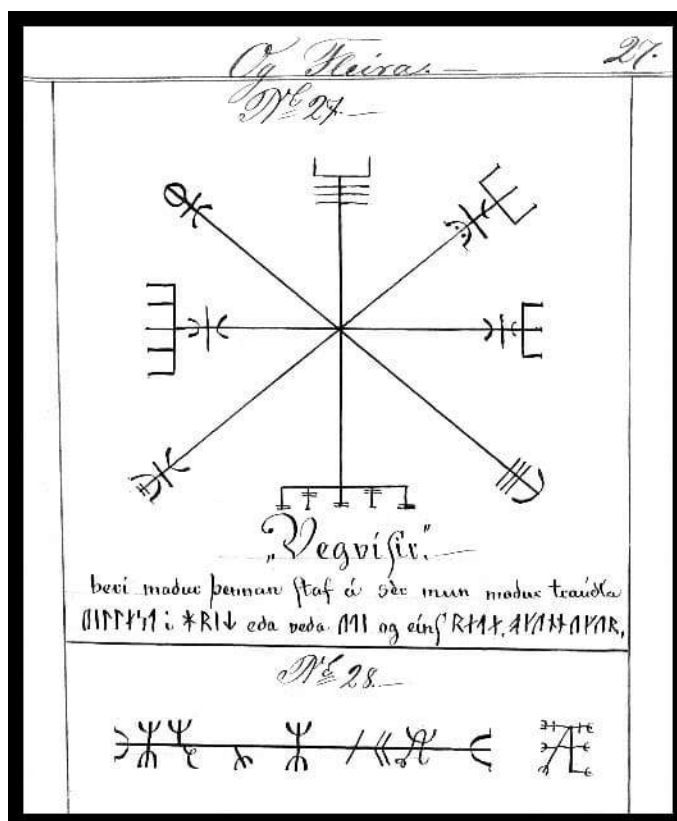 Og Fleira.— 27.
Nº 27.—
„Vegvíſir.“
beri madur þennan ſtaf á sèr mun madur traudla
i eda veda og einſ
Nº 28.—